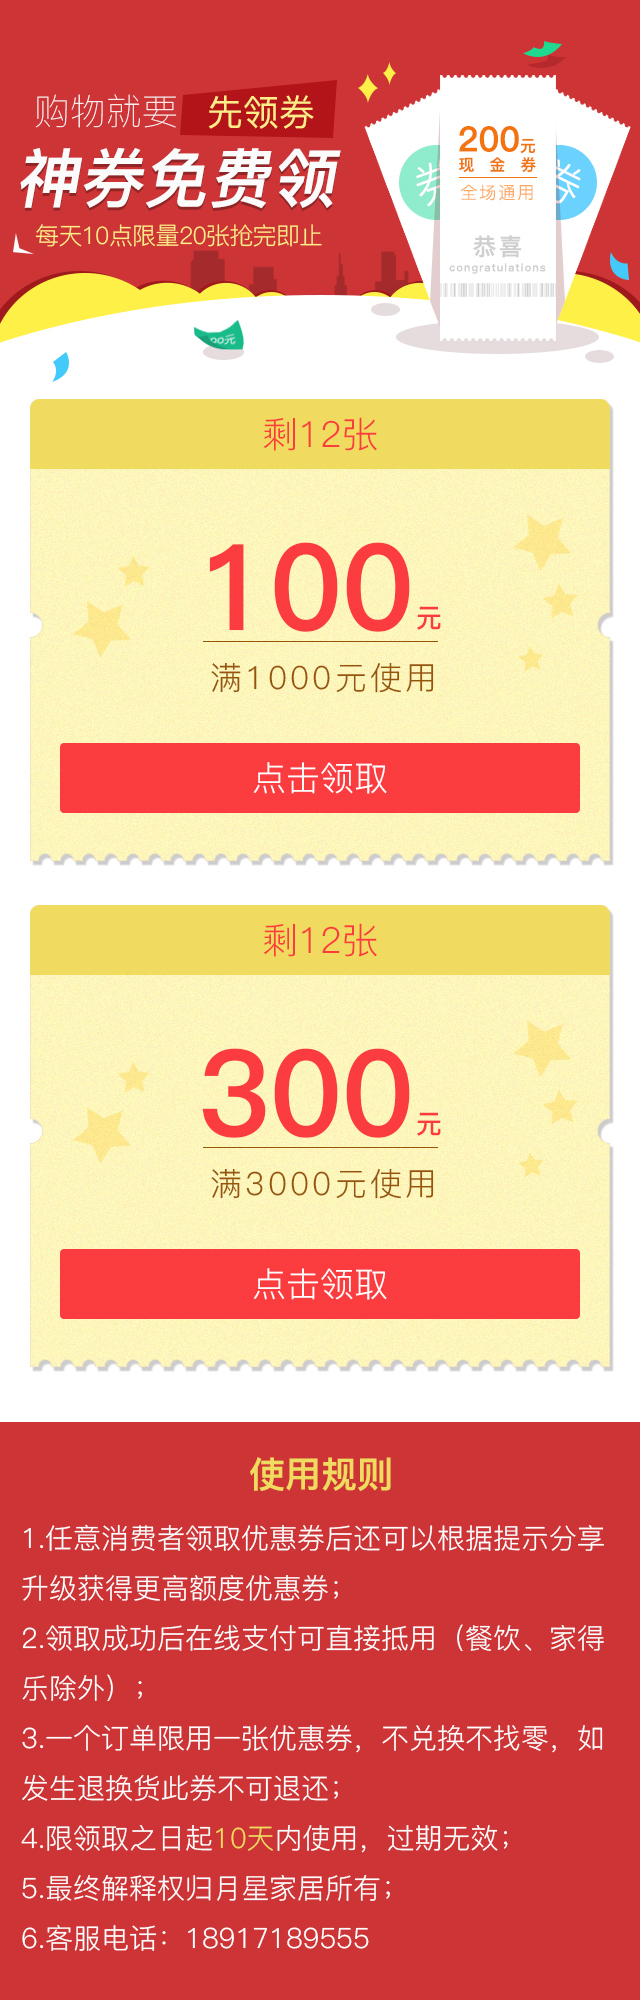 购物就要 先领券
神券免费领
每天10点限量20张抢完即止
券
200元
现金券
全场通用
恭喜
congratulations
券
00元
剩12张
100元
满1000元使用
点击领取
剩12张
300元
满3000元使用
点击领取
使用规则
1.任意消费者领取优惠券后还可以根据提示分享
升级获得更高额度优惠券；
2.领取成功后在线支付可直接抵用（餐饮、家得
乐除外）；
3.一个订单限用一张优惠券，不兑换不找零，如
发生退换货此券不可退还；
4.限领取之日起10天内使用，过期无效；
5.最终解释权归月星家居所有；
6.客服电话：18917189555